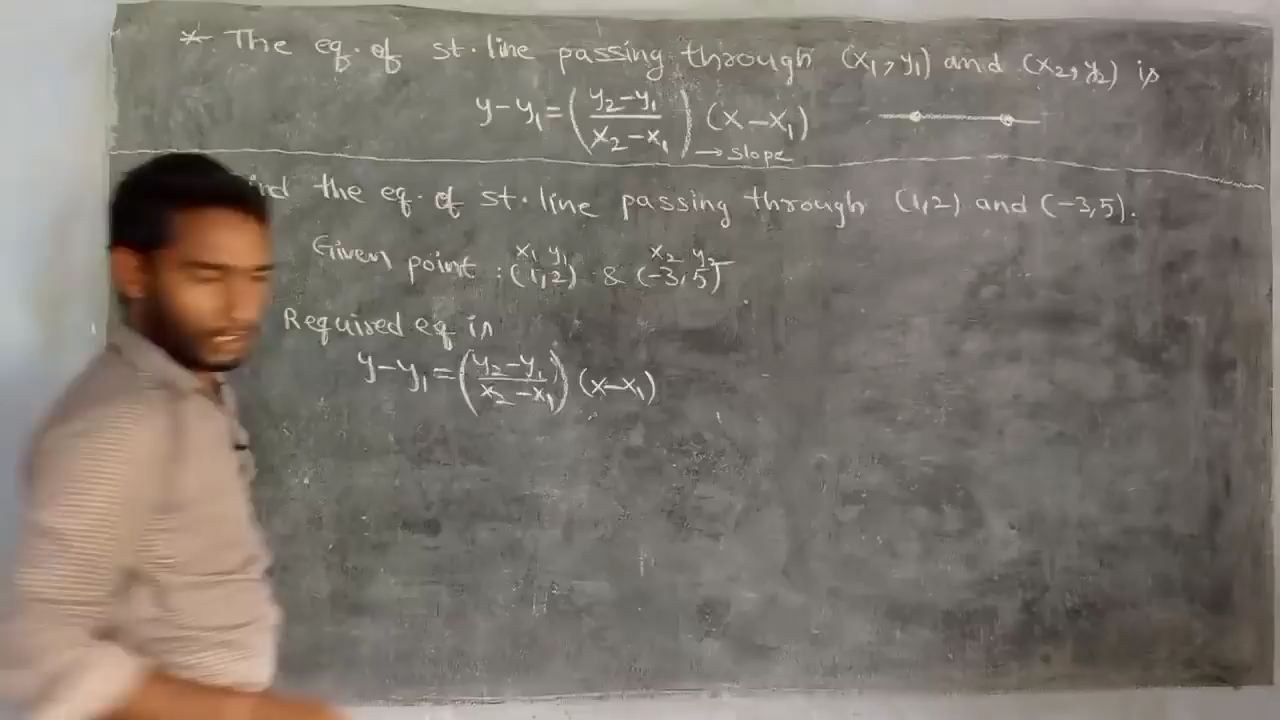 * The eq. of st. line passing through (x₁, y₁) and (x₂, y₂) is
y-y₁ = ((y₂-y₁)/(x₂-x₁)) (x-x₁)
→ slope
ind the eq. of st. line passing through (1,2) and (-3,5).
x₁ y₁ x₂ y₂
Given point : (1,2) & (-3,5)
Required eq is
y-y₁ = ((y₂-y₁)/(x₂-x₁)) (x-x₁)